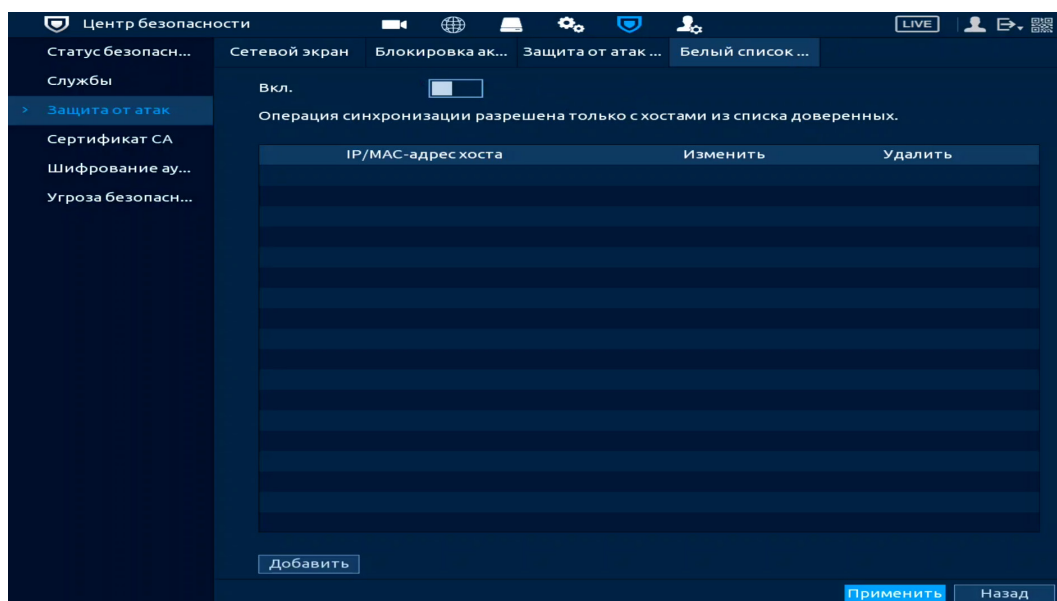 Центр безопасности LIVE
Статус безопасн...
Службы
Защита от атак
Сертификат CA
Шифрование ау...
Угроза безопасн...
Сетевой экран Блокировка ак... Защита от атак ... Белый список ...
Вкл.
Операция синхронизации разрешена только с хостами из списка доверенных.
IP/MAC-адрес хоста Изменить Удалить
Добавить
Применить Назад